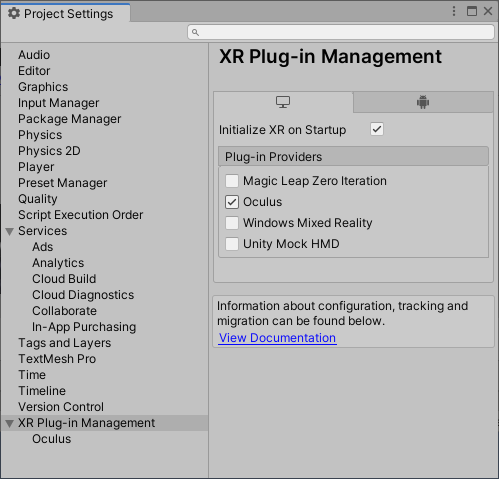 Project Settings
Audio
Editor
Graphics
Input Manager
Package Manager
Physics
Physics 2D
Player
Preset Manager
Quality
Script Execution Order
Services
Ads
Analytics
Cloud Build
Cloud Diagnostics
Collaborate
In-App Purchasing
Tags and Layers
TextMesh Pro
Time
Timeline
Version Control
XR Plug-in Management
Oculus
XR Plug-in Management
Initialize XR on Startup
Plug-in Providers
Magic Leap Zero Iteration
Oculus
Windows Mixed Reality
Unity Mock HMD
Information about configuration, tracking and
migration can be found below.
View Documentation